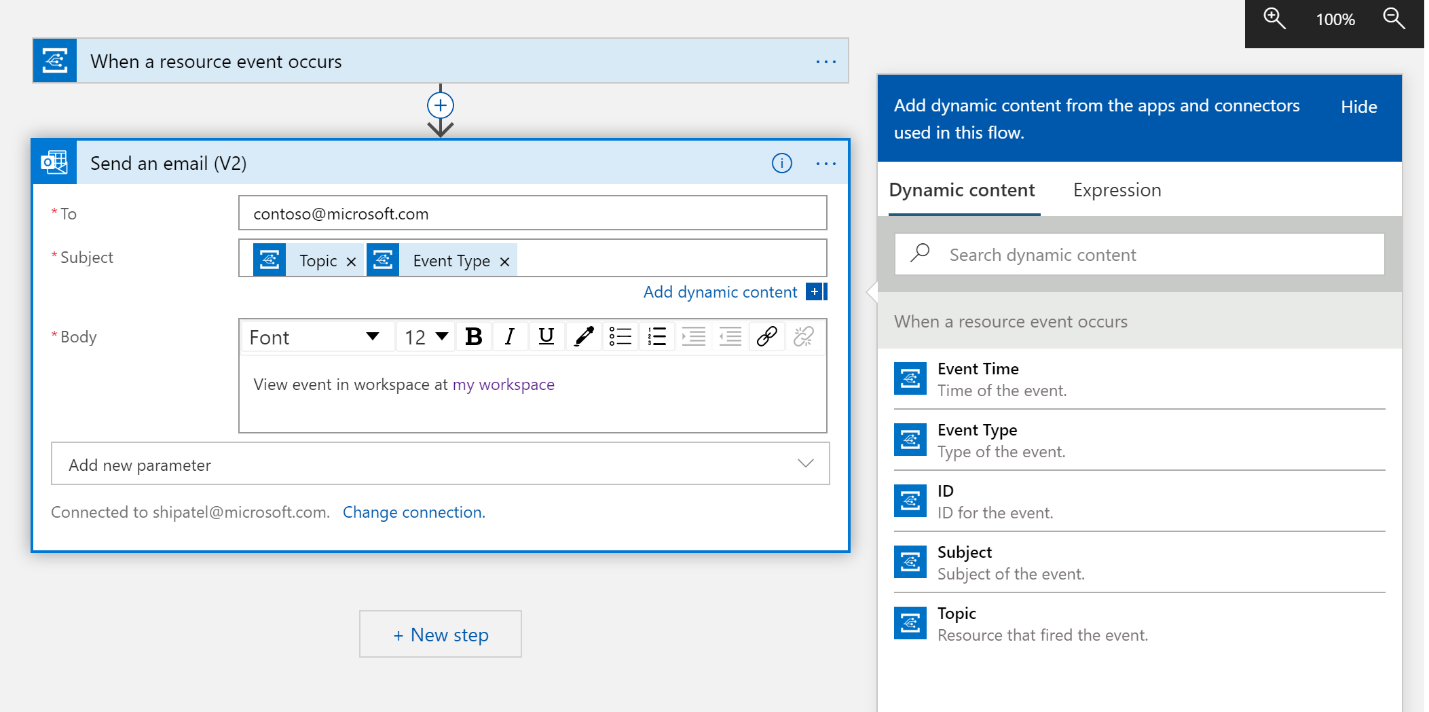 100%
When a resource event occurs
...
+
Send an email (V2)
i
...
* To
contoso@microsoft.com
* Subject
Topic ×
Event Type ×
Add dynamic content +
* Body
Font
12
B
I
U
View event in workspace at my workspace
Add new parameter
Connected to shipatel@microsoft.com. Change connection.
+ New step
Add dynamic content from the apps and connectors
used in this flow.
Hide
Dynamic content
Expression
Search dynamic content
When a resource event occurs
Event Time
Time of the event.
Event Type
Type of the event.
ID
ID for the event.
Subject
Subject of the event.
Topic
Resource that fired the event.